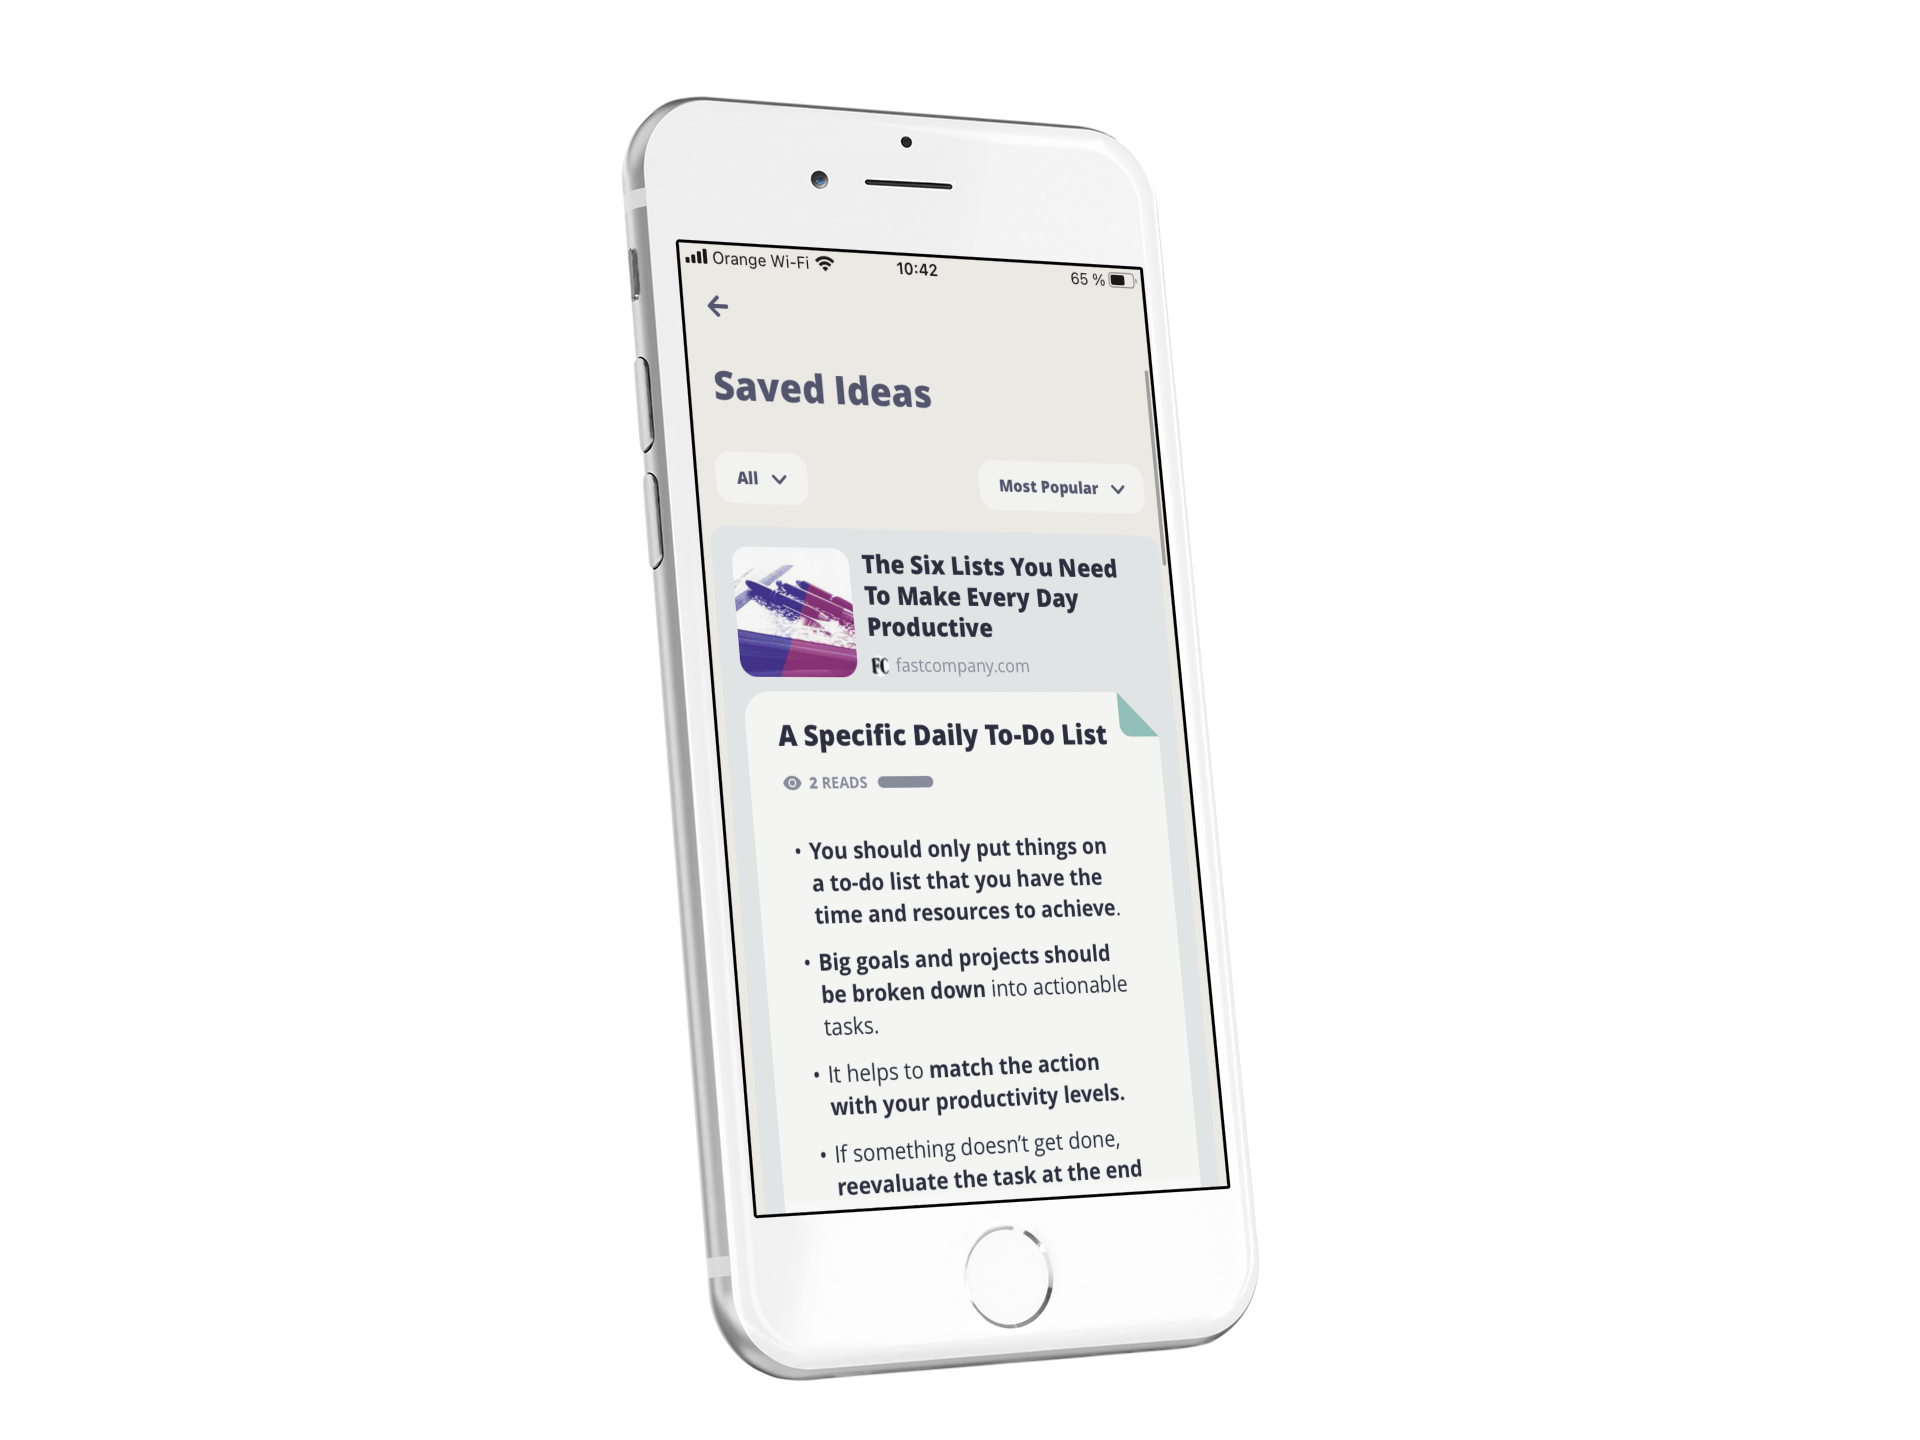 Orange Wi-Fi 10:42 65 %
Saved Ideas
All
Most Popular
The Six Lists You Need
To Make Every Day
Productive
FC fastcompany.com
A Specific Daily To-Do List
2 READS
• You should only put things on
a to-do list that you have the
time and resources to achieve.
• Big goals and projects should
be broken down into actionable
tasks.
• It helps to match the action
with your productivity levels.
• If something doesn’t get done,
reevaluate the task at the end